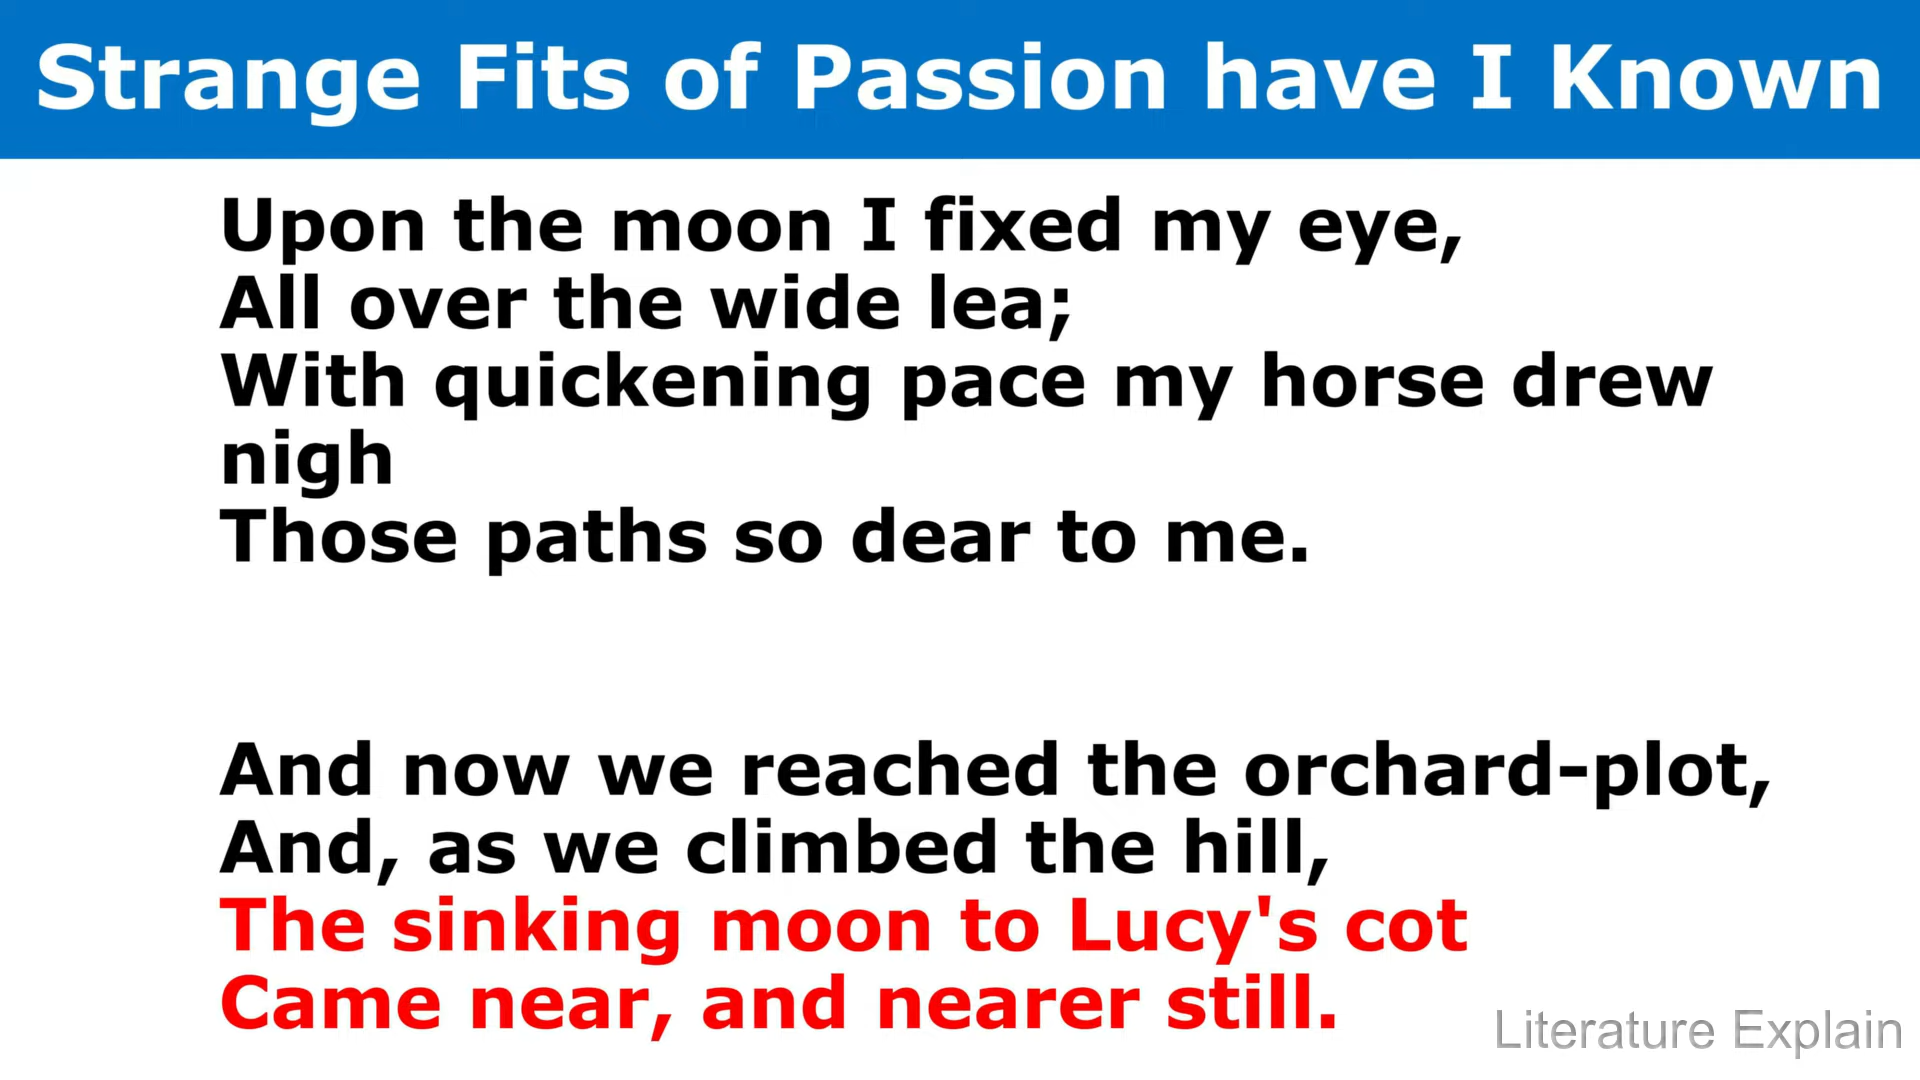 Strange Fits of Passion have I Known
Upon the moon I fixed my eye,
All over the wide lea;
With quickening pace my horse drew
nigh
Those paths so dear to me.
And now we reached the orchard-plot,
And, as we climbed the hill,
The sinking moon to Lucy's cot
Came near, and nearer still.
Literature Explain